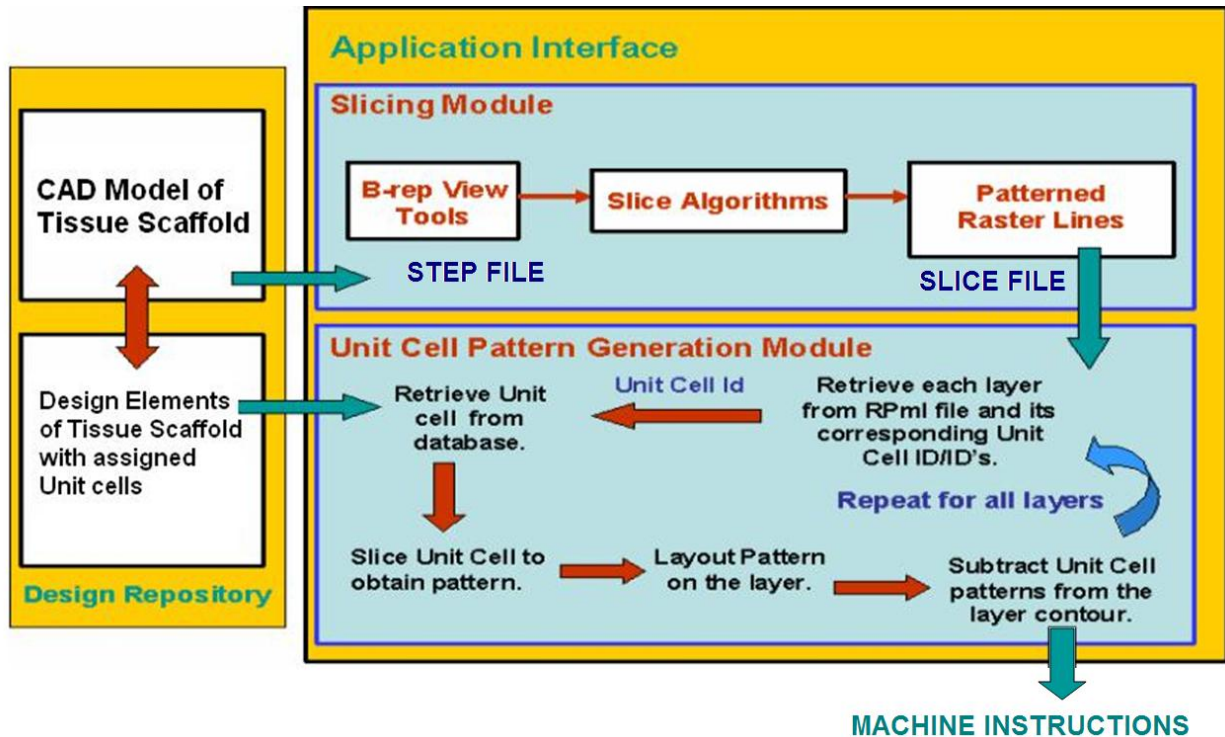 Application Interface
Slicing Module
CAD Model of
Tissue Scaffold
B-rep View
Tools
Slice Algorithms
Patterned
Raster Lines
STEP FILE
SLICE FILE
Unit Cell Pattern Generation Module
Design Elements
of Tissue Scaffold
with assigned
Unit cells
Retrieve Unit
cell from
database.
Unit Cell Id
Retrieve each layer
from RPml file and its
corresponding Unit
Cell ID/ID's.
Repeat for all layers
Slice Unit Cell to
obtain pattern.
Layout Pattern
on the layer.
Subtract Unit Cell
patterns from the
layer contour.
Design Repository
MACHINE INSTRUCTIONS